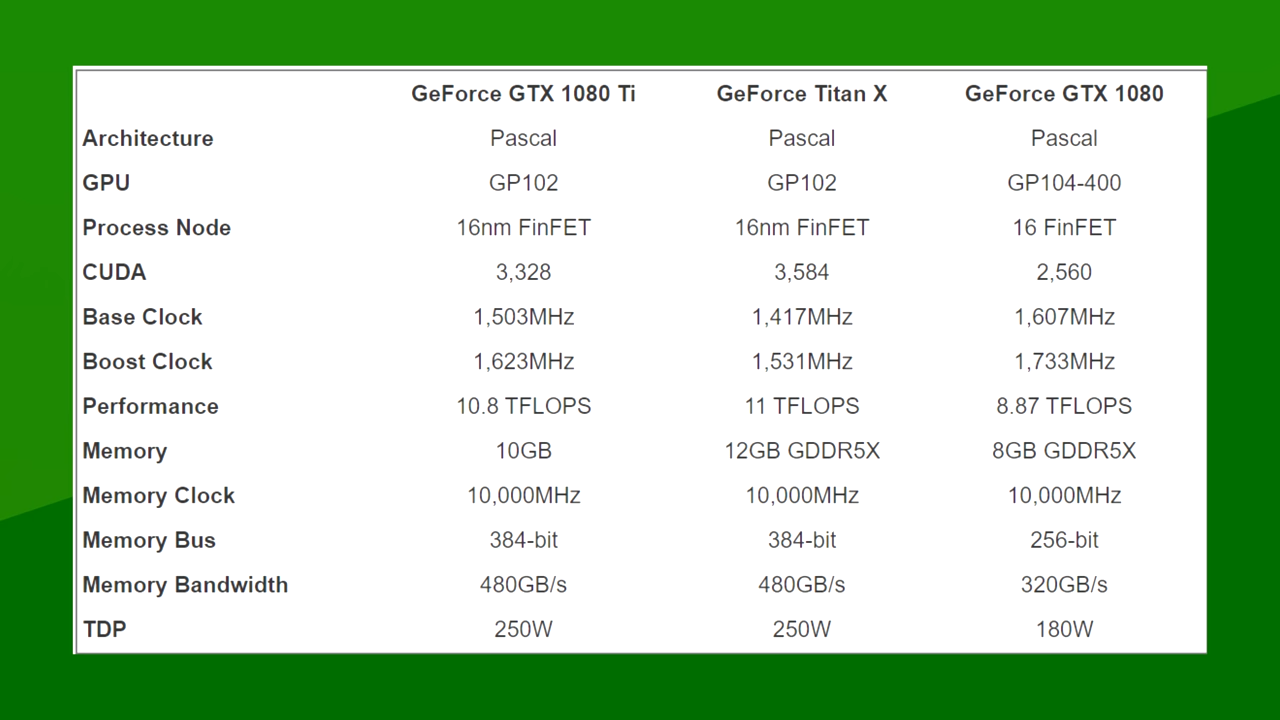 GeForce GTX 1080 Ti GeForce Titan X GeForce GTX 1080
Architecture Pascal Pascal Pascal
GPU GP102 GP102 GP104-400
Process Node 16nm FinFET 16nm FinFET 16 FinFET
CUDA 3,328 3,584 2,560
Base Clock 1,503MHz 1,417MHz 1,607MHz
Boost Clock 1,623MHz 1,531MHz 1,733MHz
Performance 10.8 TFLOPS 11 TFLOPS 8.87 TFLOPS
Memory 10GB 12GB GDDR5X 8GB GDDR5X
Memory Clock 10,000MHz 10,000MHz 10,000MHz
Memory Bus 384-bit 384-bit 256-bit
Memory Bandwidth 480GB/s 480GB/s 320GB/s
TDP 250W 250W 180W